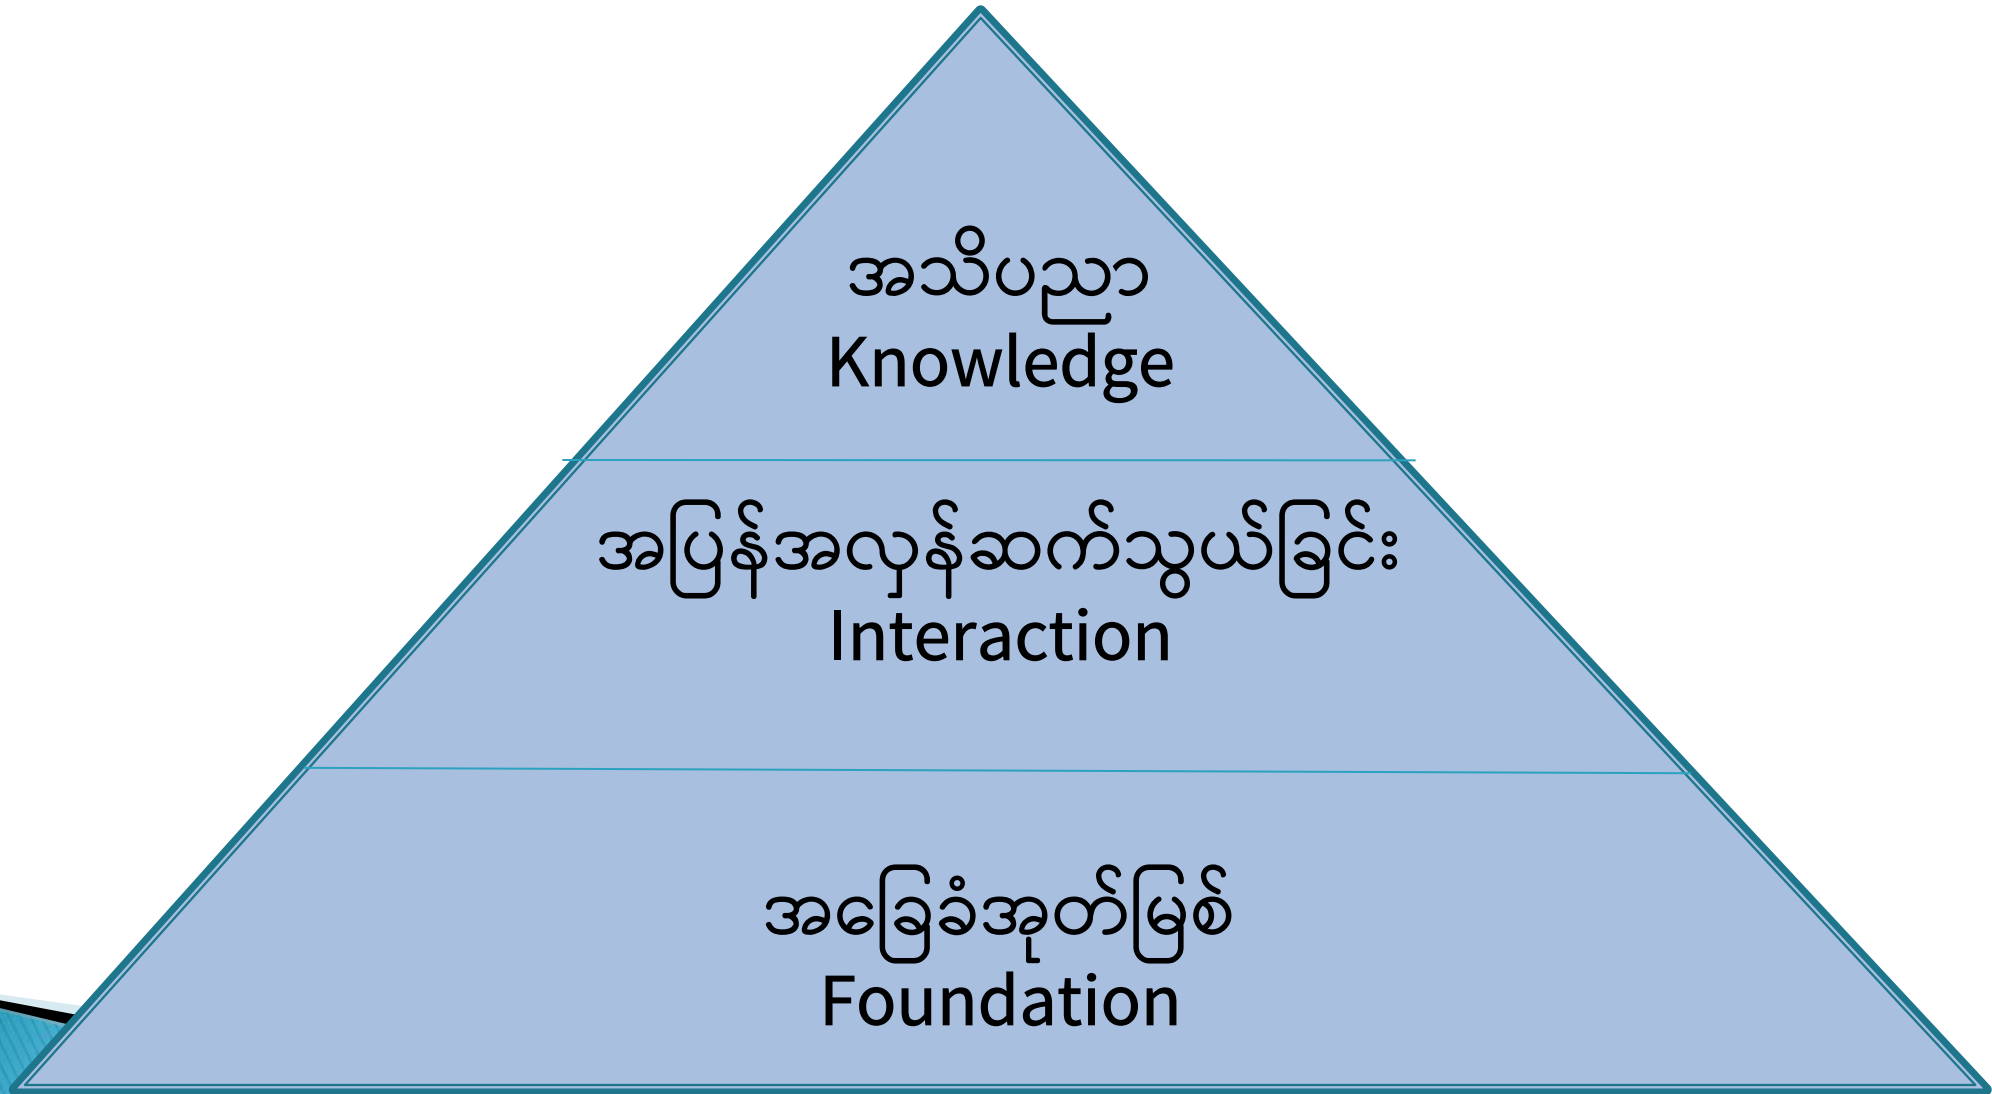 အသိပညာ
Knowledge
အပြန်အလှန်ဆက်သွယ်ခြင်း
Interaction
အခြေခံအုတ်မြစ်
Foundation